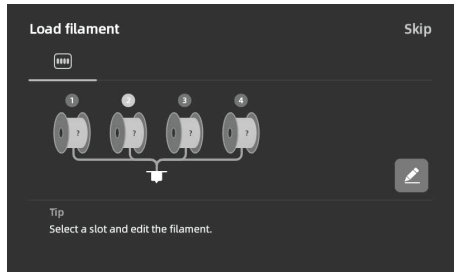 Load filament
Skip
1 2 3 4
? ? ? ?
Tip
Select a slot and edit the filament.